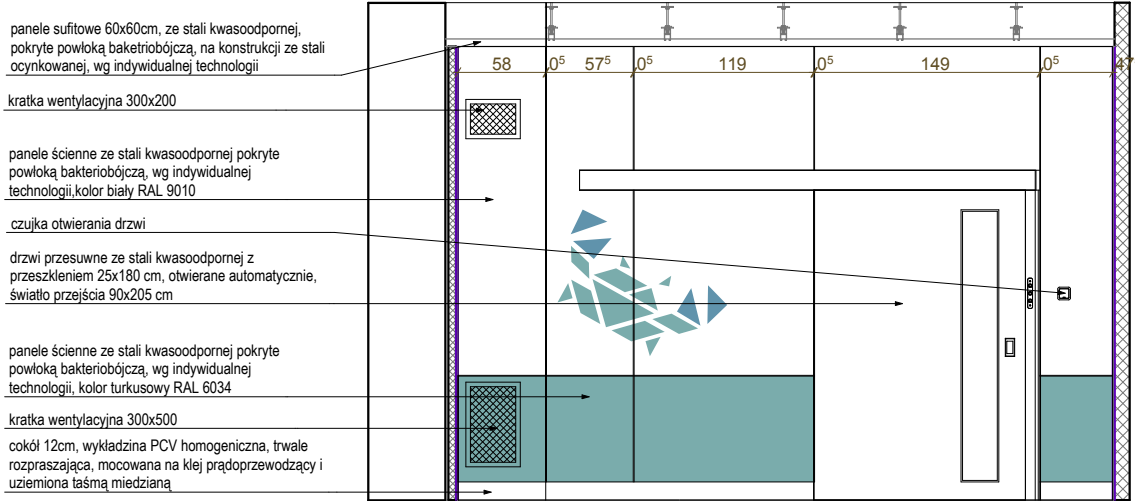 panele sufitowe 60x60cm, ze stali kwasoodpornej,
pokryte powłoką baketriobójczą, na konstrukcji ze stali
ocynkowanej, wg indywidualnej technologii
58 0⁵ 57⁵ 0⁵ 119 0⁵ 149 0⁵ 47
kratka wentylacyjna 300x200
panele ścienne ze stali kwasoodpornej pokryte
powłoką bakteriobójczą, wg indywidualnej
technologii,kolor biały RAL 9010
czujka otwierania drzwi
drzwi przesuwne ze stali kwasoodpornej z
przeszkleniem 25x180 cm, otwierane automatycznie,
światło przejścia 90x205 cm
panele ścienne ze stali kwasoodpornej pokryte
powłoką bakteriobójczą, wg indywidualnej
technologii, kolor turkusowy RAL 6034
kratka wentylacyjna 300x500
cokół 12cm, wykładzina PCV homogeniczna, trwale
rozpraszająca, mocowana na klej prądoprzewodzący i
uziemiona taśmą miedzianą